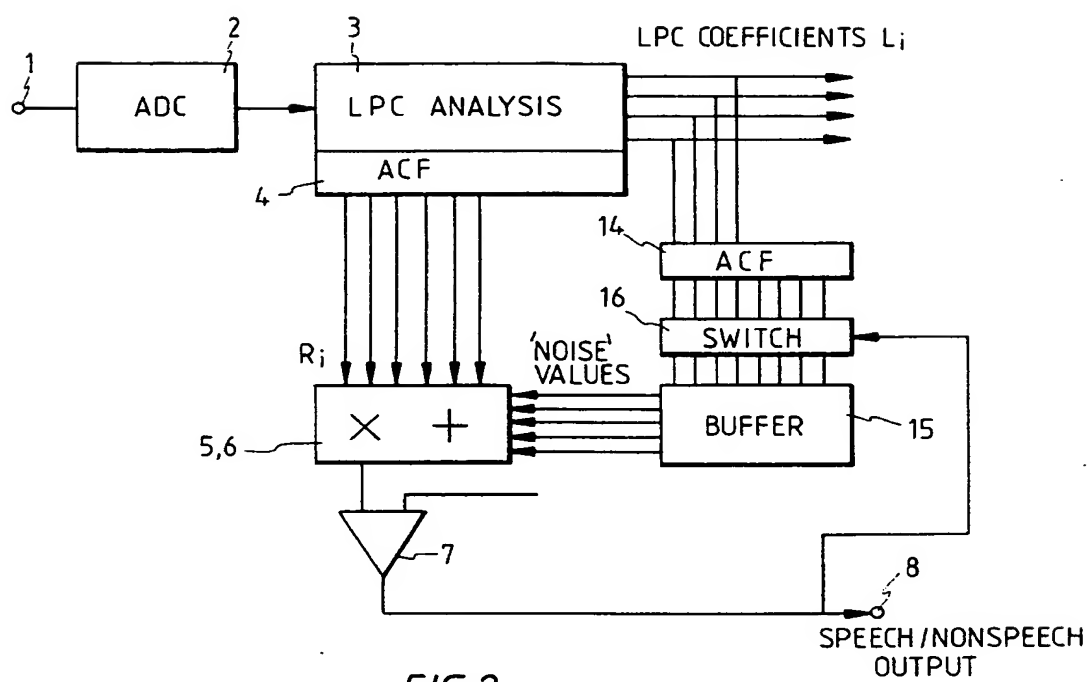 1
2
3
LPC COEFFICIENTS Li
ADC
LPC ANALYSIS
ACF
4
14
ACF
16
SWITCH
Ri
'NOISE'
VALUES
× +
BUFFER
15
5,6
7
8
SPEECH/NONSPEECH
OUTPUT